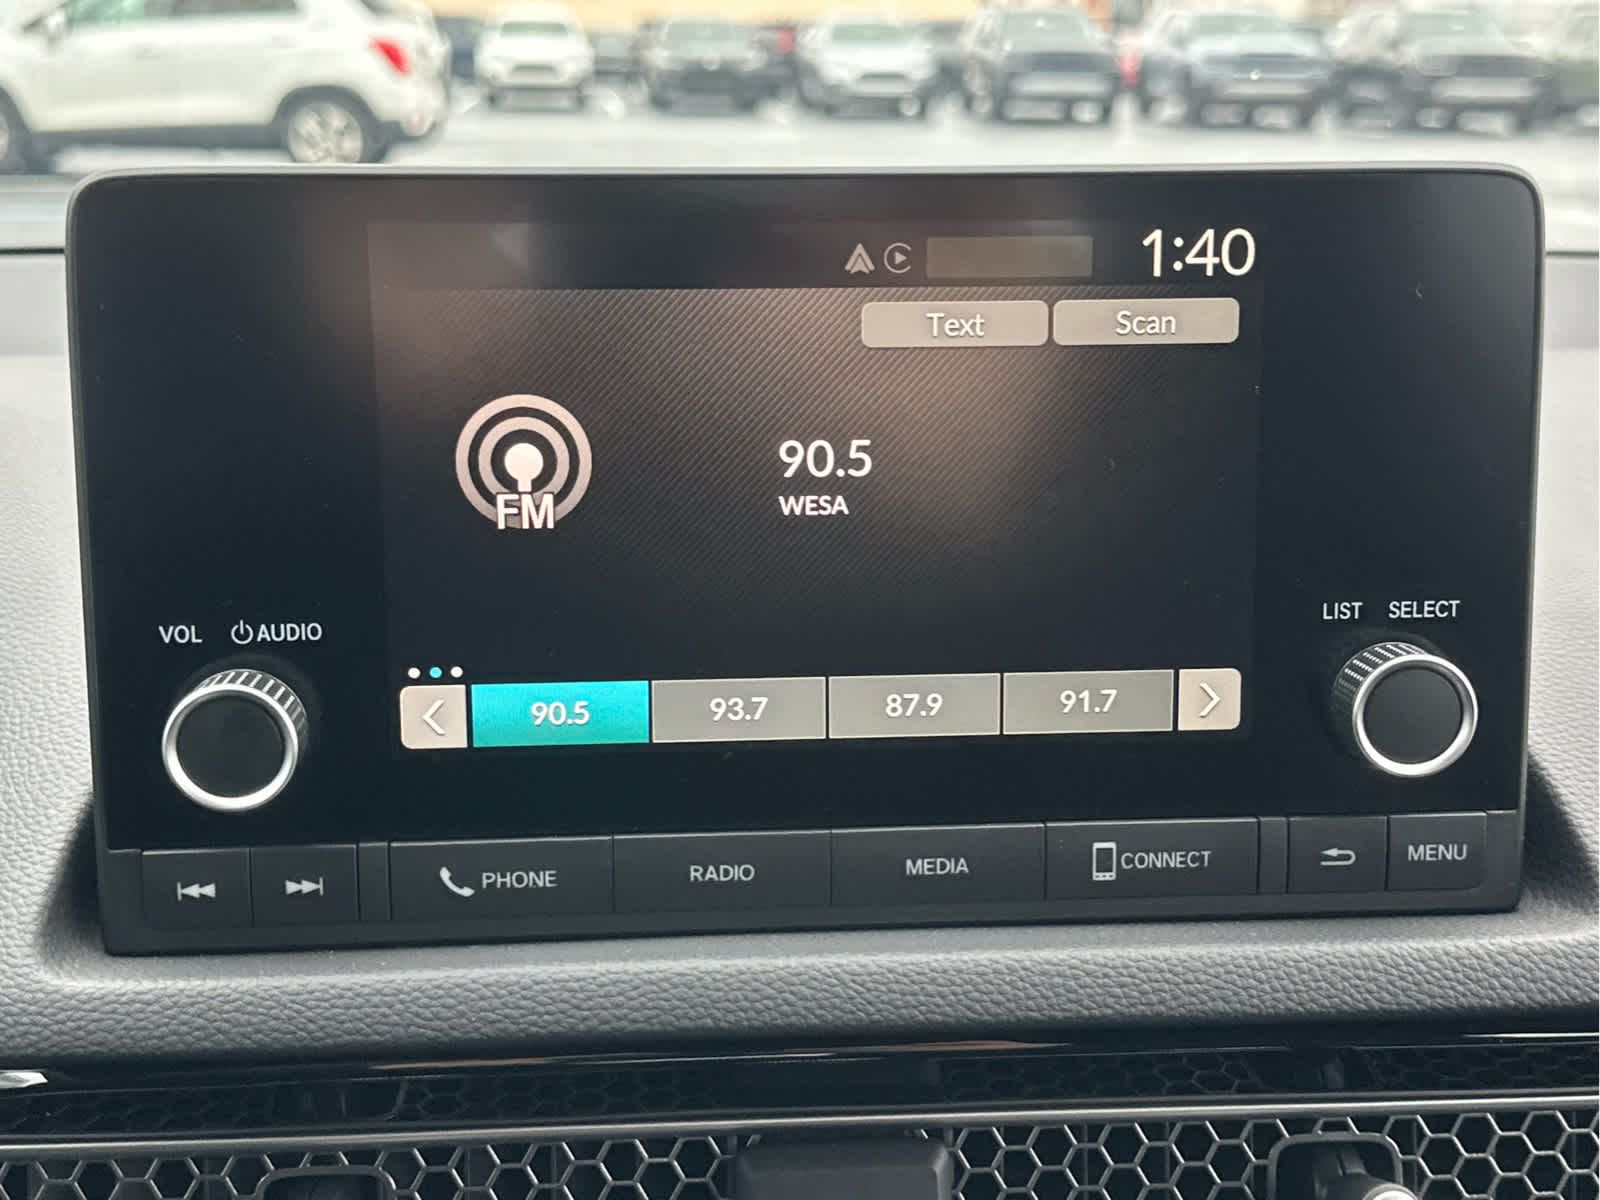 1:40
Text Scan
FM
90.5
WESA
VOL AUDIO
LIST SELECT
90.5 93.7 87.9 91.7
PHONE RADIO MEDIA CONNECT MENU